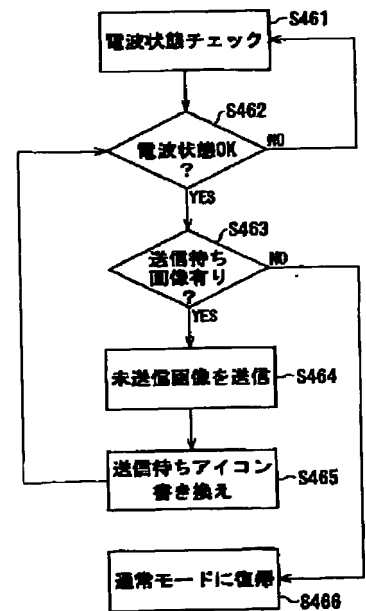 S461
電波状態チェック
S462
電波状態OK
?
NO
YES
S463
送信待ち
画像有り
?
NO
YES
未送信画像を送信
S464
送信待ちアイコン
書き換え
S465
通常モードに復帰
S466